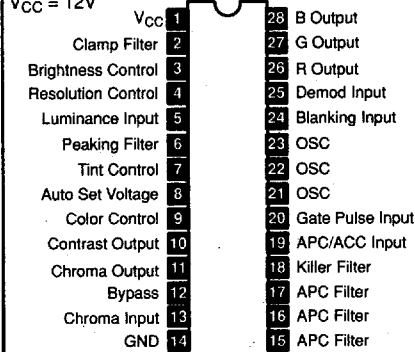 VCC = 12V
VCC 1 28 B Output
Clamp Filter 2 27 G Output
Brightness Control 3 26 R Output
Resolution Control 4 25 Demod Input
Luminance Input 5 24 Blanking Input
Peaking Filter 6 23 OSC
Tint Control 7 22 OSC
Auto Set Voltage 8 21 OSC
Color Control 9 20 Gate Pulse Input
Contrast Output 10 19 APC/ACC Input
Chroma Output 11 18 Killer Filter
Bypass 12 17 APC Filter
Chroma Input 13 16 APC Filter
GND 14 15 APC Filter